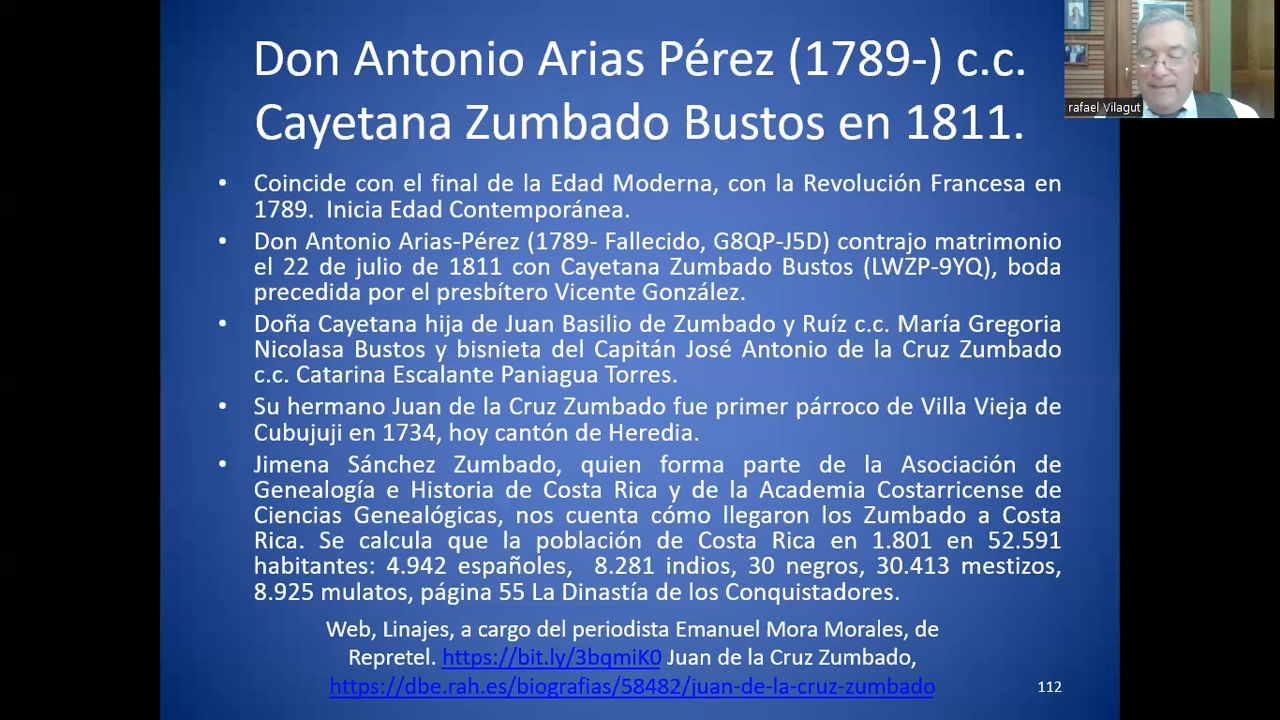 Don Antonio Arias Pérez (1789-) c.c.
Cayetana Zumbado Bustos en 1811.
• Coincide con el final de la Edad Moderna, con la Revolución Francesa en
1789. Inicia Edad Contemporánea.
• Don Antonio Arias-Pérez (1789- Fallecido, G8QP-J5D) contrajo matrimonio
el 22 de julio de 1811 con Cayetana Zumbado Bustos (LWZP-9YQ), boda
precedida por el presbítero Vicente González.
• Doña Cayetana hija de Juan Basilio de Zumbado y Ruíz c.c. María Gregoria
Nicolasa Bustos y bisnieta del Capitán José Antonio de la Cruz Zumbado
c.c. Catarina Escalante Paniagua Torres.
• Su hermano Juan de la Cruz Zumbado fue primer párroco de Villa Vieja de
Cubujuji en 1734, hoy cantón de Heredia.
• Jimena Sánchez Zumbado, quien forma parte de la Asociación de
Genealogía e Historia de Costa Rica y de la Academia Costarricense de
Ciencias Genealógicas, nos cuenta cómo llegaron los Zumbado a Costa
Rica. Se calcula que la población de Costa Rica en 1.801 en 52.591
habitantes: 4.942 españoles, 8.281 indios, 30 negros, 30.413 mestizos,
8.925 mulatos, página 55 La Dinastía de los Conquistadores.
Web, Linajes, a cargo del periodista Emanuel Mora Morales, de
Repretel. https://bit.ly/3bqmiK0 Juan de la Cruz Zumbado,
https://dbe.rah.es/biografias/58482/juan-de-la-cruz-zumbado
112
rafael Vilagut